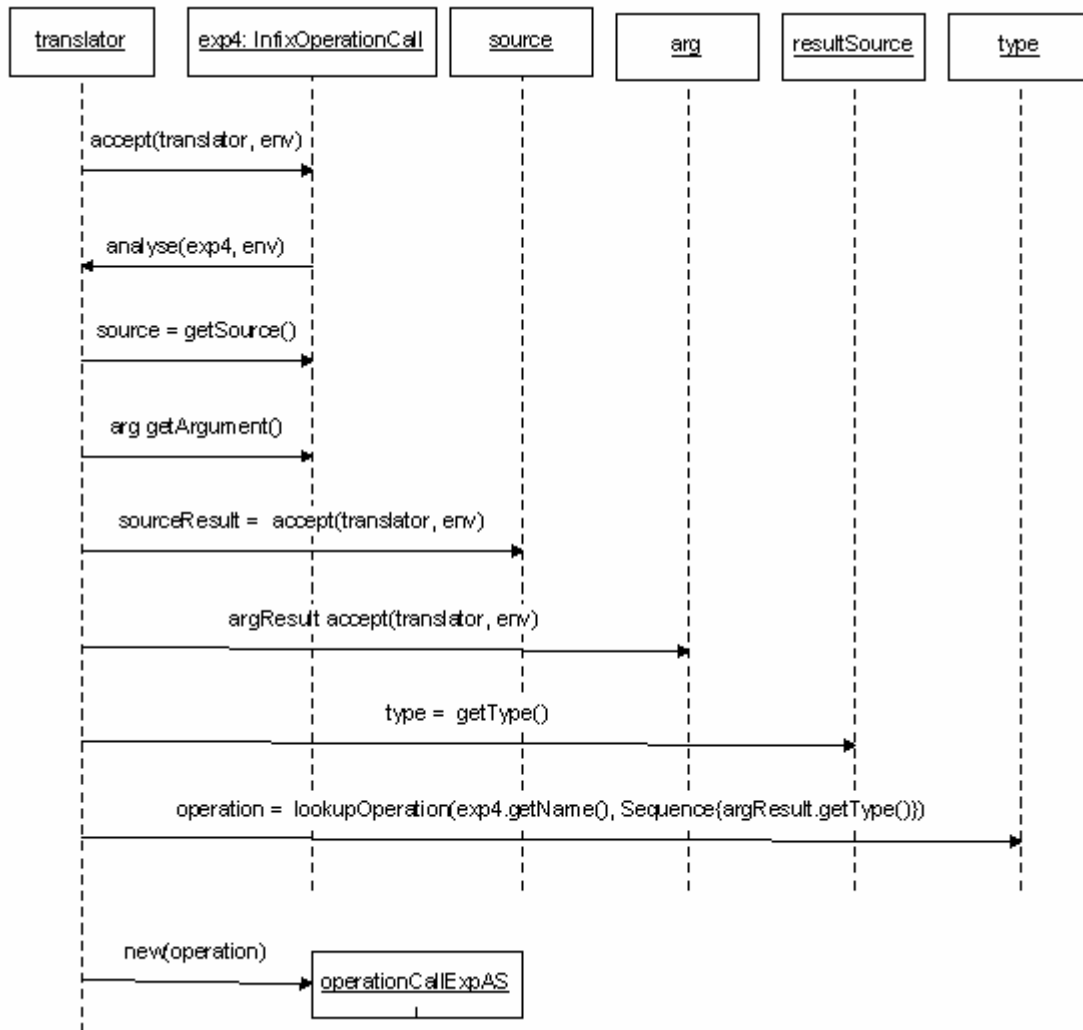 translator
exp4: InfixOperationCall
source
arg
resultSource
type
accept(translator, env)
analyse(exp4, env)
source = getSource()
arg getArgument()
sourceResult = accept(translator, env)
argResult accept(translator, env)
type = getType()
operation = lookupOperation(exp4.getName(), Sequence{argResult.getType()})
new(operation)
operationCallExpAS